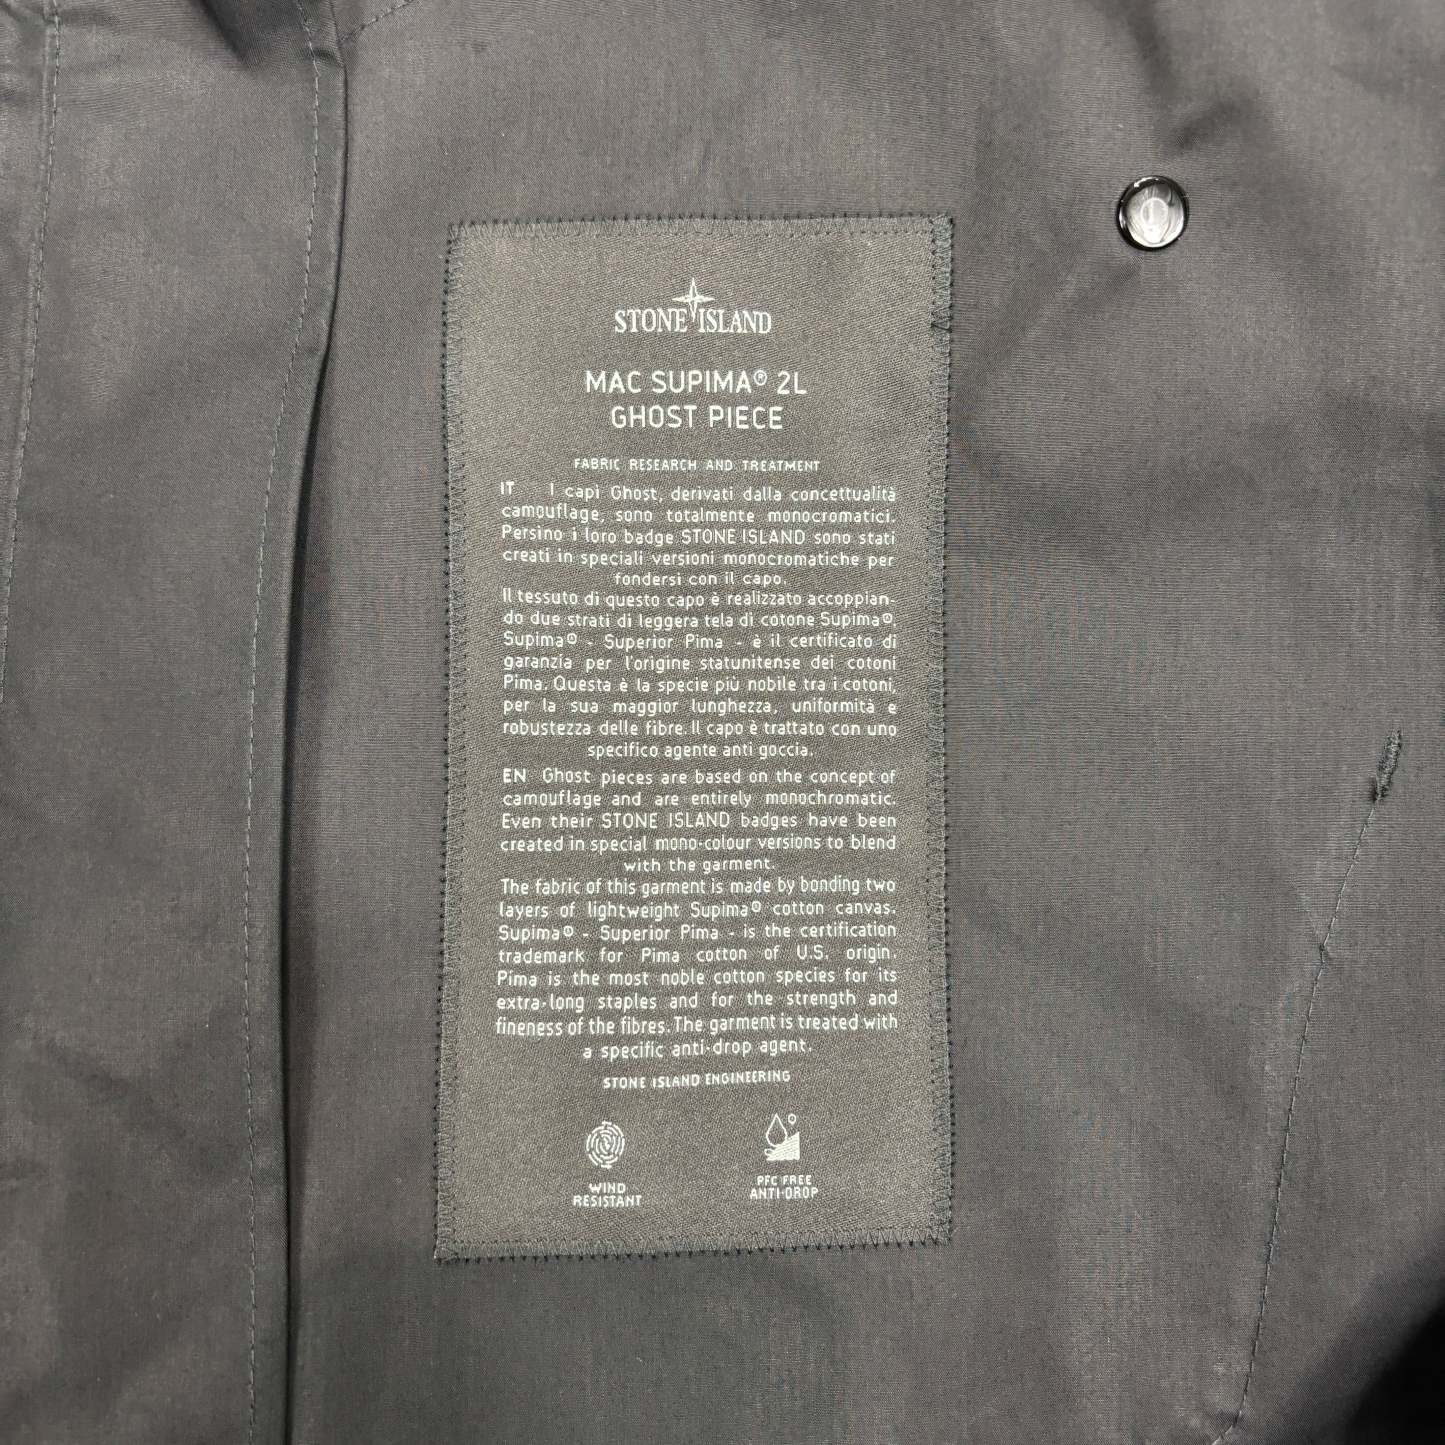 STONE ISLAND
MAC SUPIMA® 2L
GHOST PIECE
FABRIC RESEARCH AND TREATMENT
IT I capi Ghost, derivati dalla concettualità
camouflage, sono totalmente monocromatici.
Persino i loro badge STONE ISLAND sono stati
creati in speciali versioni monocromatiche per
fondersi con il capo.
Il tessuto di questo capo è realizzato accoppian-
do due strati di leggera tela di cotone Supima®.
Supima® - Superior Pima - è il certificato di
garanzia per l'origine statunitense dei cotoni
Pima. Questa è la specie più nobile tra i cotoni,
per la sua maggior lunghezza, uniformità e
robustezza delle fibre. Il capo è trattato con uno
specifico agente anti goccia.
EN Ghost pieces are based on the concept of
camouflage and are entirely monochromatic.
Even their STONE ISLAND badges have been
created in special mono-colour versions to blend
with the garment.
The fabric of this garment is made by bonding two
layers of lightweight Supima® cotton canvas.
Supima® - Superior Pima - is the certification
trademark for Pima cotton of U.S. origin.
Pima is the most noble cotton species for its
extra-long staples and for the strength and
fineness of the fibres. The garment is treated with
a specific anti-drop agent.
STONE ISLAND ENGINEERING
WIND
RESISTANT
PFC FREE
ANTI-DROP